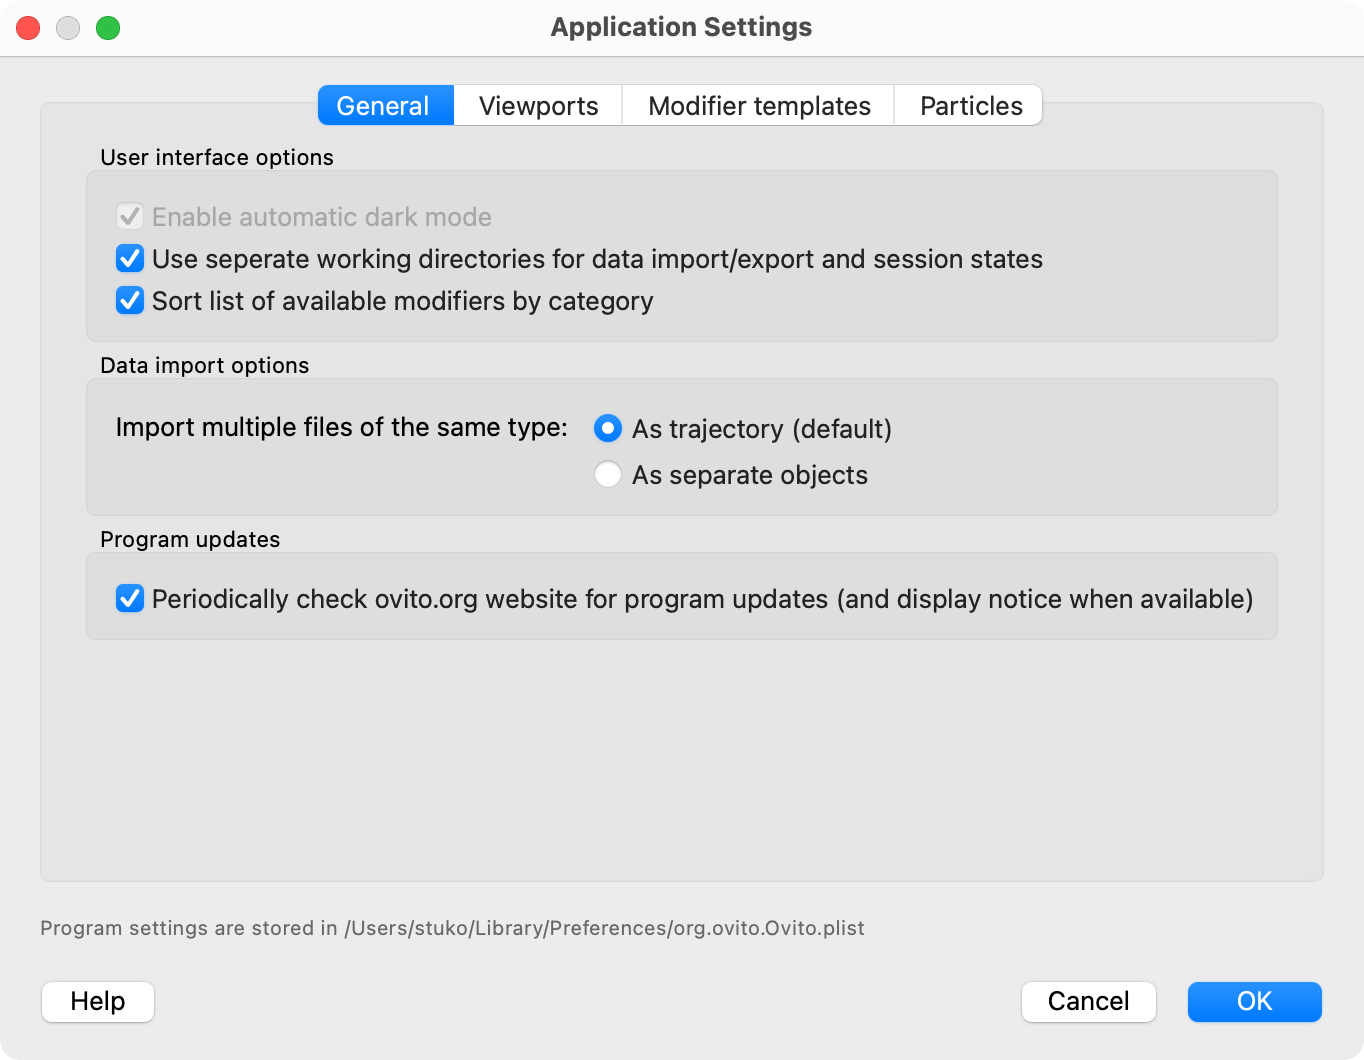 Application Settings
General Viewports Modifier templates Particles
User interface options
Enable automatic dark mode
Use seperate working directories for data import/export and session states
Sort list of available modifiers by category
Data import options
Import multiple files of the same type: As trajectory (default)
As separate objects
Program updates
Periodically check ovito.org website for program updates (and display notice when available)
Program settings are stored in /Users/stuko/Library/Preferences/org.ovito.Ovito.plist
Help Cancel OK